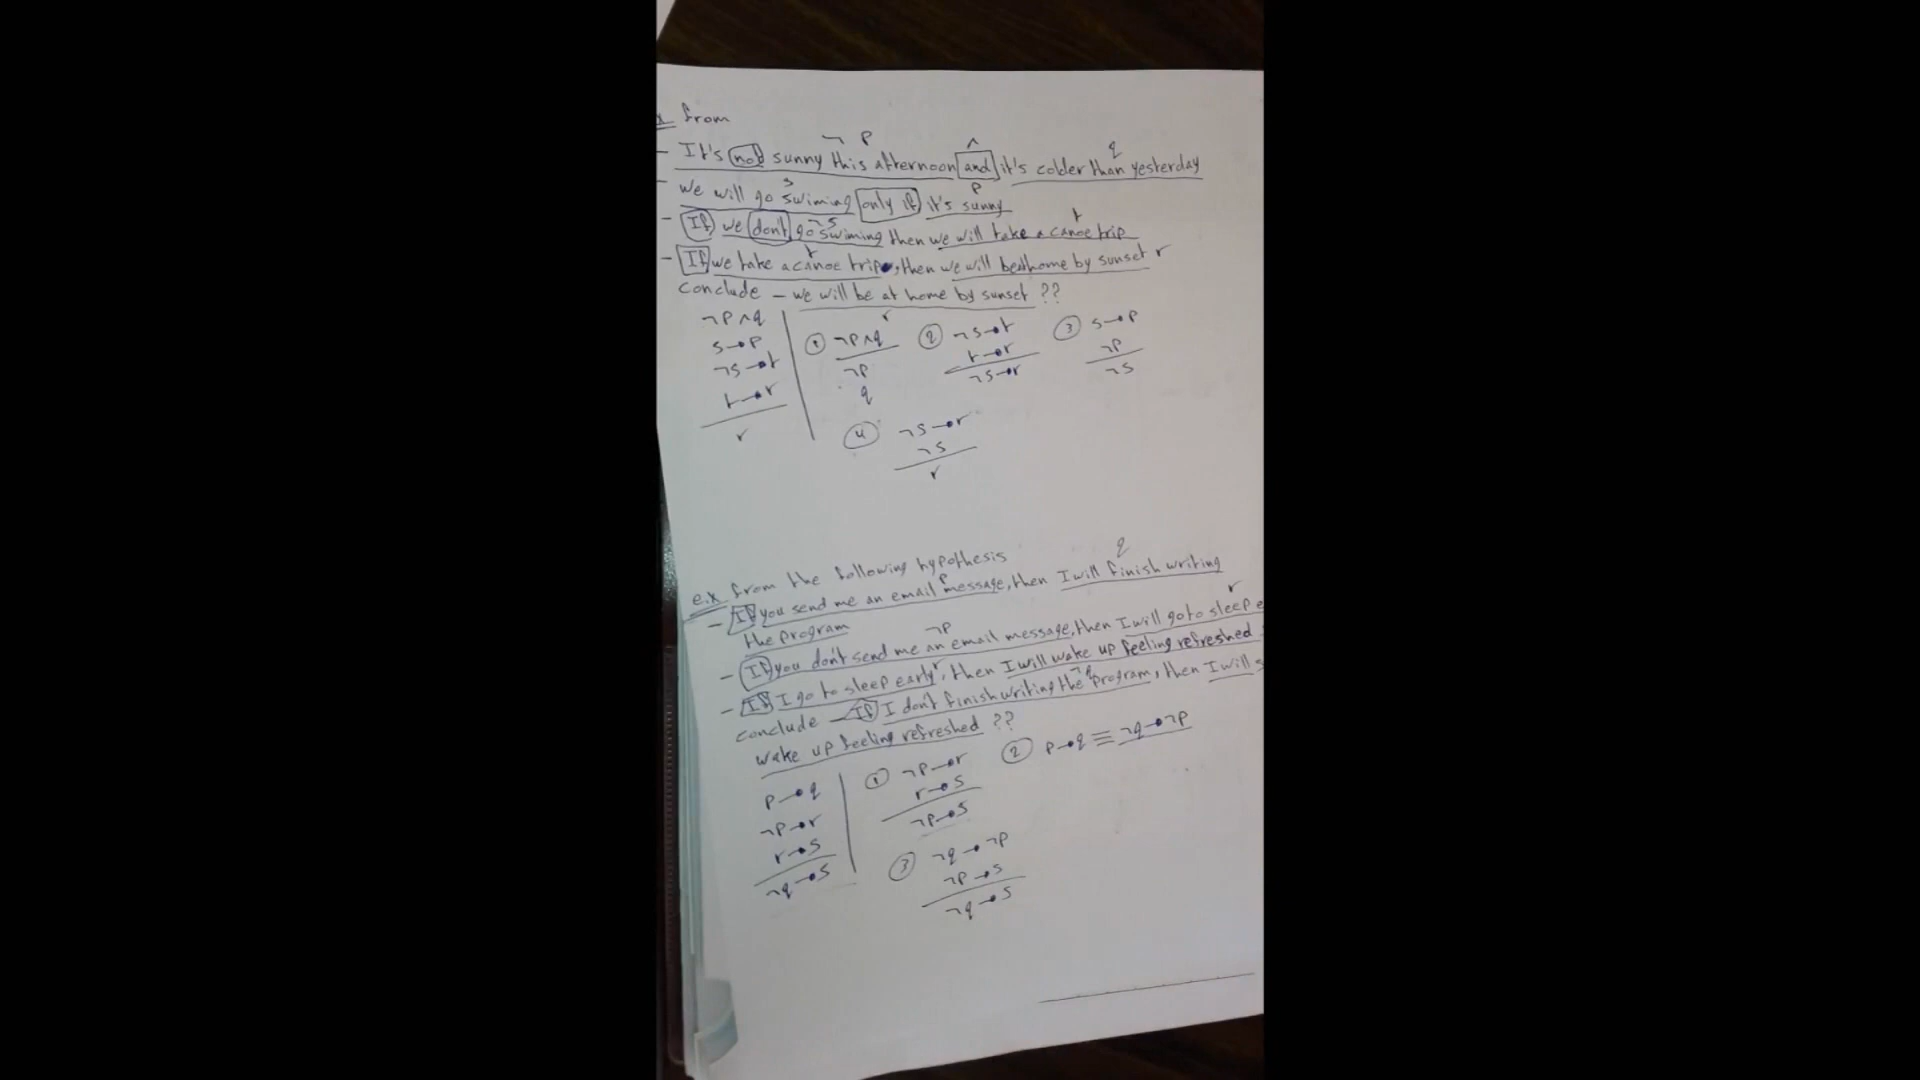 x from
- It's not sunny this afternoon and it's colder than yesterday
¬ p ∧ q
- we will go swiming only if it's sunny
s p
- If we don't go swiming then we will take a canoe trip
¬s t
- If we take a canoe trip, then we will be home by sunset r
t
conclude - we will be at home by sunset ??
r
¬p∧q
s→p
¬s→t
t→r
r
① ¬p∧q
¬p
q
② ¬s→t
t→r
¬s→r
③ s→p
¬p
¬s
④ ¬s→r
¬s
r
e.x from the following hypothesis
- If you send me an email message, then I will finish writing
p q
the program
- If you don't send me an email message, then I will go to sleep e
¬p r
- If I go to sleep early, then I will wake up feeling refreshed
r
conclude - If I don't finish writing the program, then I will s
¬q
wake up feeling refreshed ??
p→q
¬p→r
r→s
¬q→s
① ¬p→r
r→s
¬p→s
② p→q ≡ ¬q→¬p
③ ¬q→¬p
¬p→s
¬q→s